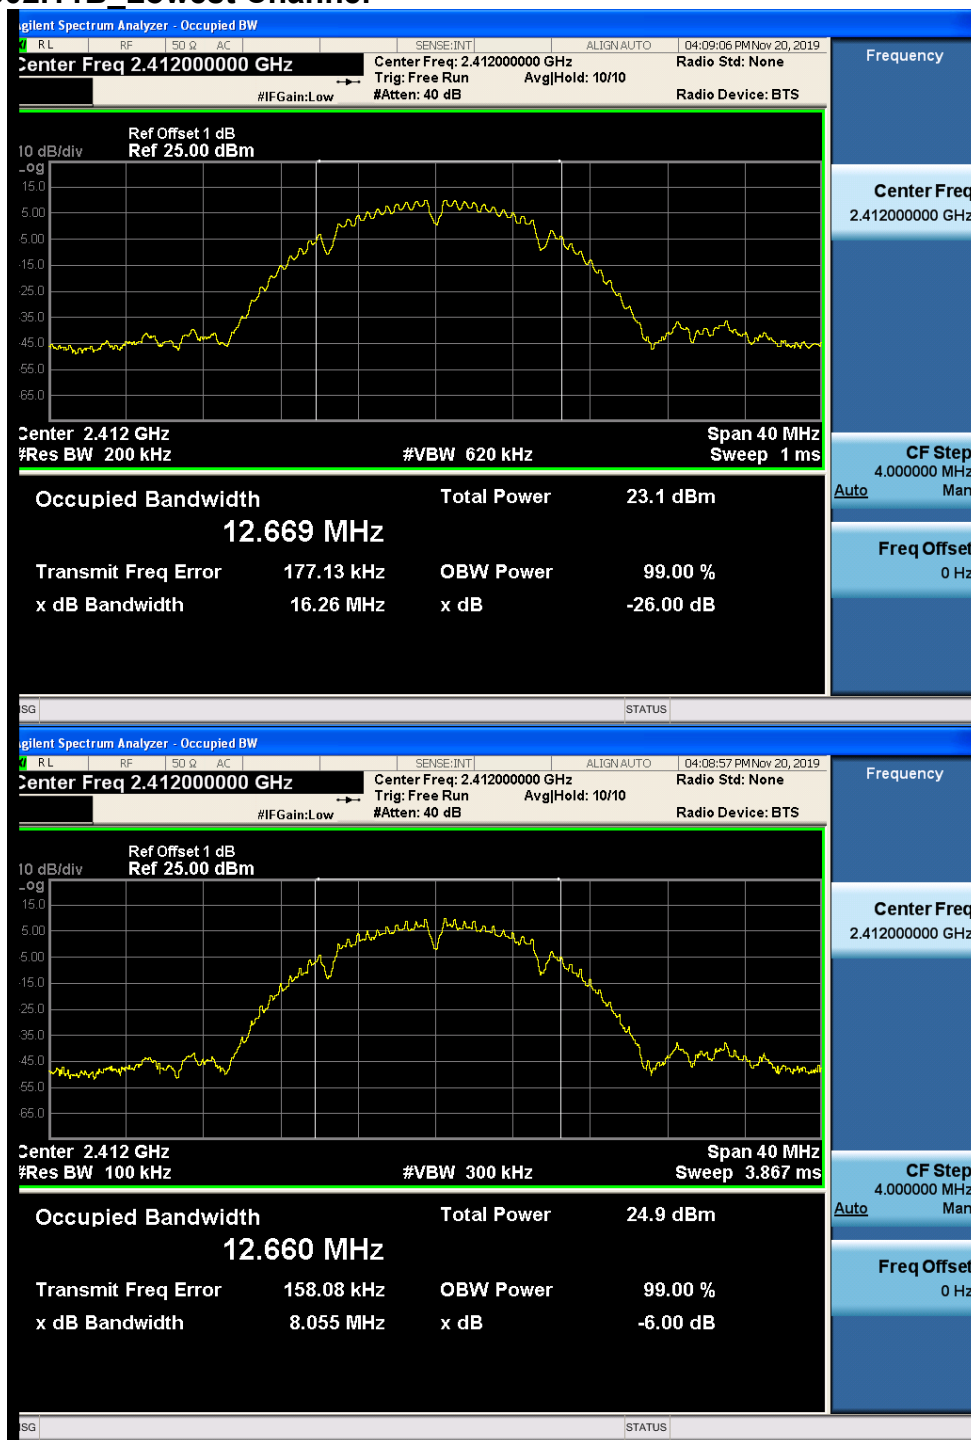 802.11B_Lowest Channel
Agilent Spectrum Analyzer - Occupied BW
RL RF 50 Ω AC SENSE:INT ALIGN AUTO 04:09:06 PM Nov 20, 2019
Center Freq 2.412000000 GHz
Center Freq: 2.412000000 GHz
Radio Std: None
Trig: Free Run Avg|Hold: 10/10
#IFGain:Low #Atten: 40 dB Radio Device: BTS
Frequency
Ref Offset 1 dB
10 dB/div Ref 25.00 dBm
Log
15.0
5.00
-5.00
-15.0
-25.0
-35.0
-45.0
-55.0
-65.0
Center Freq
2.412000000 GHz
Center 2.412 GHz Span 40 MHz
#Res BW 200 kHz #VBW 620 kHz Sweep 1 ms
CF Step
4.000000 MHz
Auto Man
Occupied Bandwidth Total Power 23.1 dBm
12.669 MHz
Transmit Freq Error 177.13 kHz OBW Power 99.00 %
x dB Bandwidth 16.26 MHz x dB -26.00 dB
Freq Offset
0 Hz
MSG STATUS
Agilent Spectrum Analyzer - Occupied BW
RL RF 50 Ω AC SENSE:INT ALIGN AUTO 04:08:57 PM Nov 20, 2019
Center Freq 2.412000000 GHz
Center Freq: 2.412000000 GHz
Radio Std: None
Trig: Free Run Avg|Hold: 10/10
#IFGain:Low #Atten: 40 dB Radio Device: BTS
Frequency
Ref Offset 1 dB
10 dB/div Ref 25.00 dBm
Log
15.0
5.00
-5.00
-15.0
-25.0
-35.0
-45.0
-55.0
-65.0
Center Freq
2.412000000 GHz
Center 2.412 GHz Span 40 MHz
#Res BW 100 kHz #VBW 300 kHz Sweep 3.867 ms
CF Step
4.000000 MHz
Auto Man
Occupied Bandwidth Total Power 24.9 dBm
12.660 MHz
Transmit Freq Error 158.08 kHz OBW Power 99.00 %
x dB Bandwidth 8.055 MHz x dB -6.00 dB
Freq Offset
0 Hz
MSG STATUS